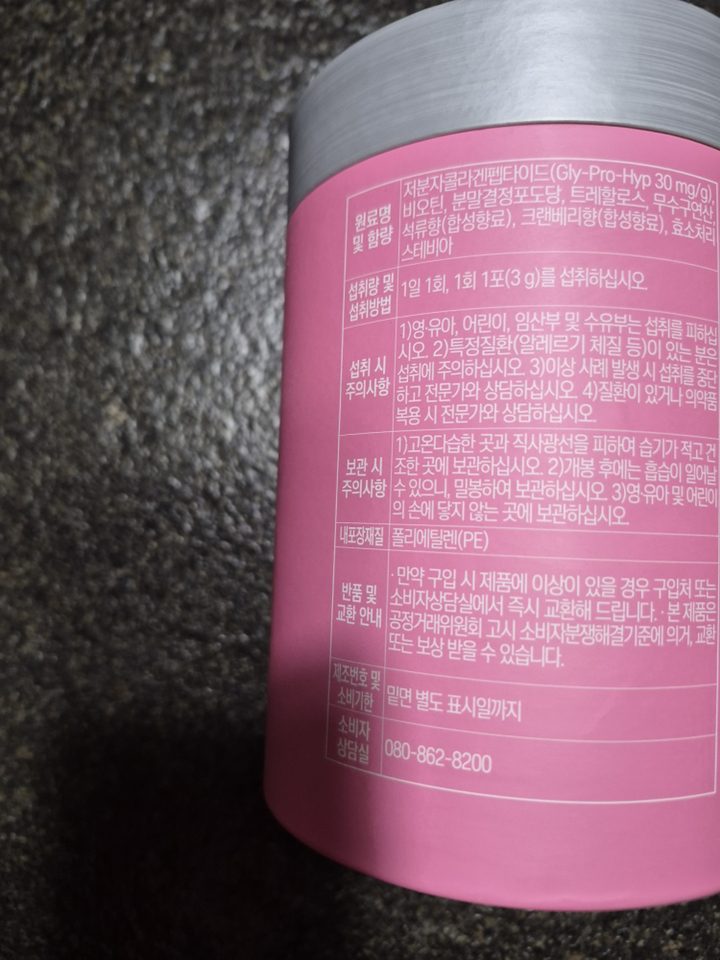 원료명
및 함량
저분자콜라겐펩타이드(Gly-Pro-Hyp 30 mg/g),
비오틴, 분말결정포도당, 트레할로스, 무수구연산,
석류향(합성향료), 크랜베리향(합성향료), 효소처리
스테비아
섭취량 및
섭취방법
1일 1회, 1회 1포(3 g)를 섭취하십시오
섭취 시
주의사항
1)영·유아, 어린이, 임산부 및 수유부는 섭취를 피하십
시오. 2)특정질환(알레르기 체질 등)이 있는 분은
섭취에 주의하십시오. 3)이상 사례 발생 시 섭취를 중단
하고 전문가와 상담하십시오. 4)질환이 있거나 의약품
복용 시 전문가와 상담하십시오.
보관 시
주의사항
1)고온다습한 곳과 직사광선을 피하여 습기가 적고 건
조한 곳에 보관하십시오. 2)개봉 후에는 흡습이 일어날
수 있으니, 밀봉하여 보관하십시오. 3)영·유아 및 어린이
의 손에 닿지 않는 곳에 보관하십시오
내포장재질
폴리에틸렌(PE)
반품 및
교환 안내
· 만약 구입 시 제품에 이상이 있을 경우 구입처 또는
소비자상담실에서 즉시 교환해 드립니다. · 본 제품은
공정거래위원회 고시 소비자분쟁해결기준에 의거, 교환
또는 보상 받을 수 있습니다.
제조번호 및
소비기한
밑면 별도 표시일까지
소비자
상담실
080-862-8200